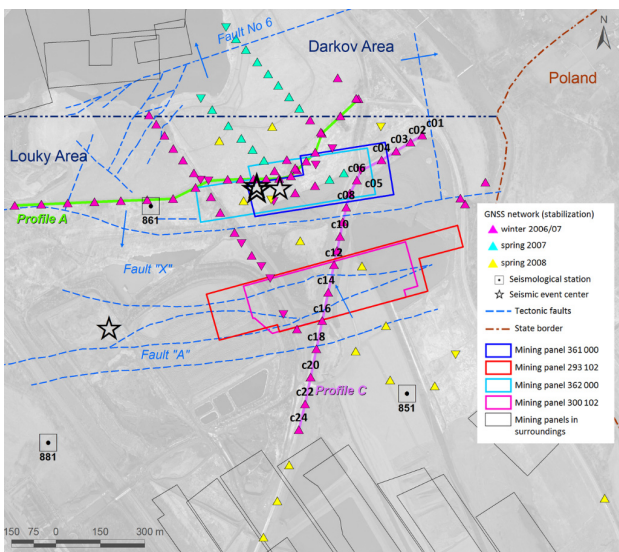 Fault No 6
Darkov Area
N
Poland
c01
c02
c03
c04
Louky Area
c06
c05
c08
861
Profile A
c10
c12
Fault "X"
c14
c16
c18
Fault "A"
c20
Profile C
c22
851
c24
881
GNSS network (stabilization)
winter 2006/07
spring 2007
spring 2008
Seismological station
Seismic event center
Tectonic faults
State border
Mining panel 361 000
Mining panel 293 102
Mining panel 362 000
Mining panel 300 102
Mining panels in
surroundings
150 75 0 150 300 m